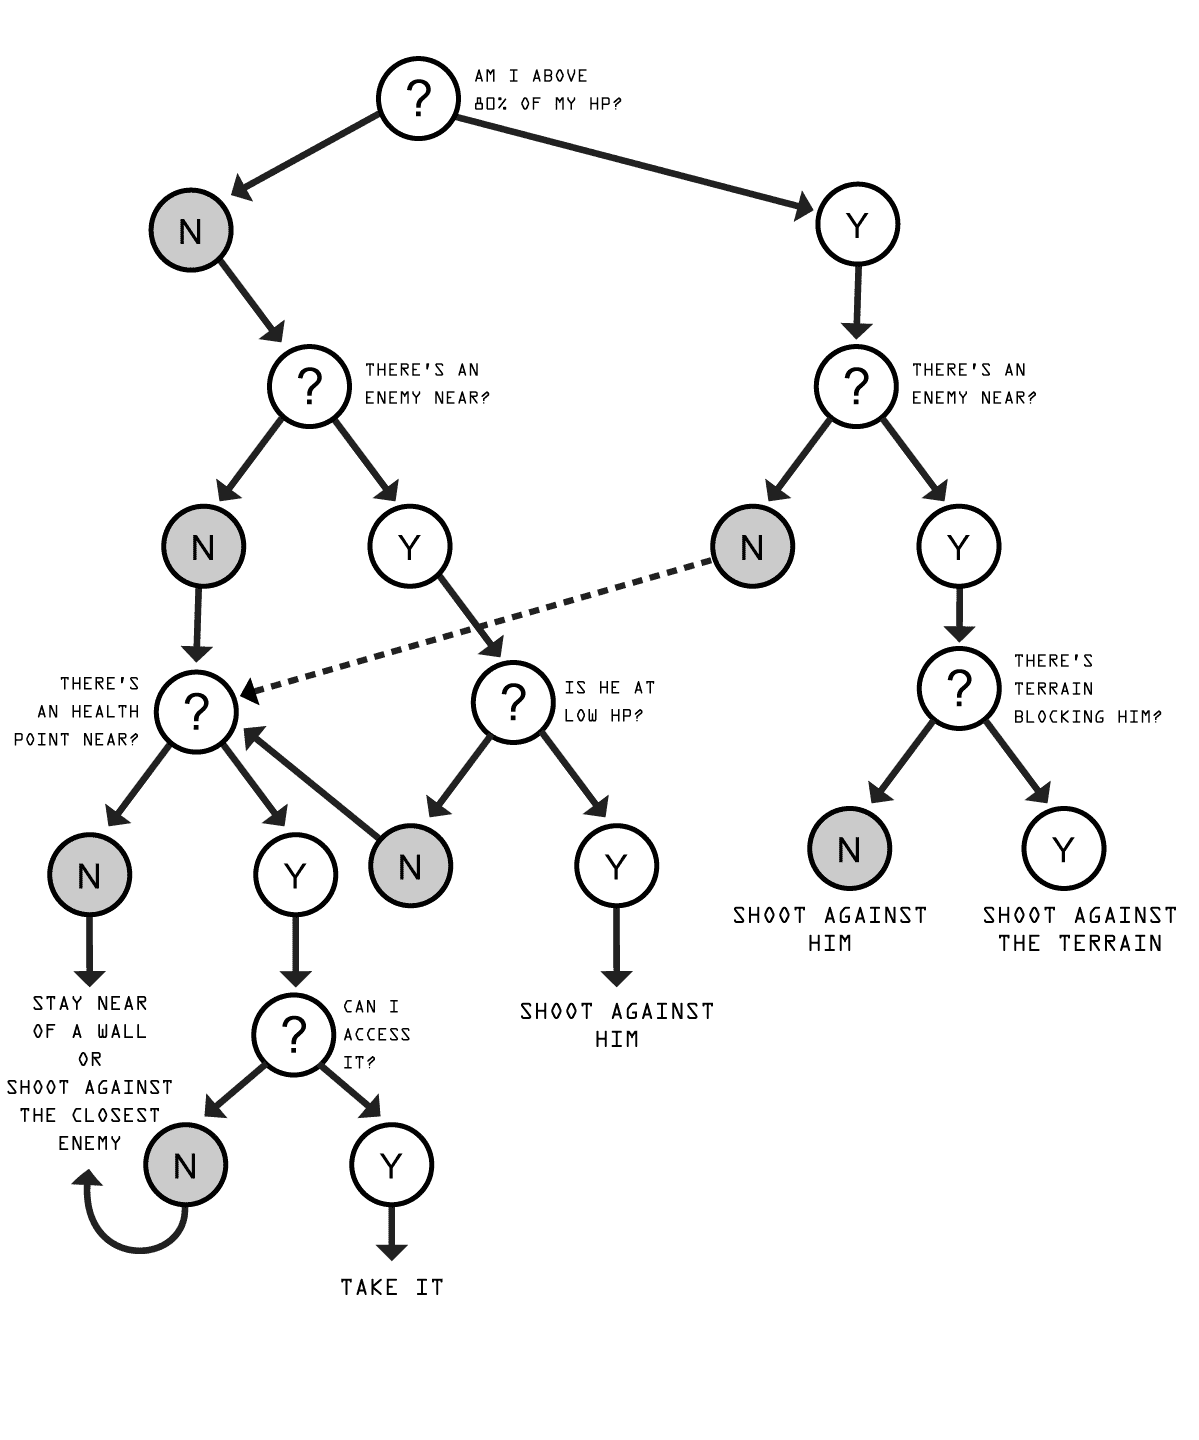 ?
AM I ABOVE
80% OF MY HP?
N
Y
?
THERE'S AN
ENEMY NEAR?
?
THERE'S AN
ENEMY NEAR?
N
Y
N
Y
THERE'S
AN HEALTH
POINT NEAR?
?
?
IS HE AT
LOW HP?
?
THERE'S
TERRAIN
BLOCKING HIM?
N
Y
N
Y
N
Y
SHOOT AGAINST
HIM
SHOOT AGAINST
THE TERRAIN
STAY NEAR
OF A WALL
OR
SHOOT AGAINST
THE CLOSEST
ENEMY
?
CAN I
ACCESS
IT?
SHOOT AGAINST
HIM
N
Y
TAKE IT